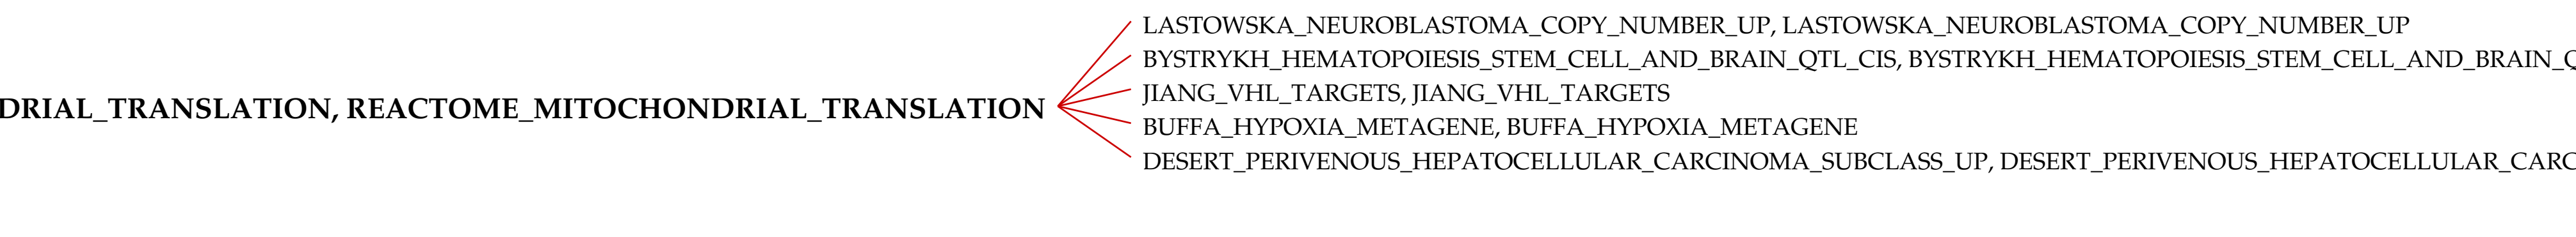 LASTOWSKA_NEUROBLASTOMA_COPY_NUMBER_UP, LASTOWSKA_NEUROBLASTOMA_COPY_NUMBER_UP
BYSTRYKH_HEMATOPOIESIS_STEM_CELL_AND_BRAIN_QTL_CIS, BYSTRYKH_HEMATOPOIESIS_STEM_CELL_AND_BRAIN_Q
JIANG_VHL_TARGETS, JIANG_VHL_TARGETS
DRIAL_TRANSLATION, REACTOME_MITOCHONDRIAL_TRANSLATION
BUFFA_HYPOXIA_METAGENE, BUFFA_HYPOXIA_METAGENE
DESERT_PERIVENOUS_HEPATOCELLULAR_CARCINOMA_SUBCLASS_UP, DESERT_PERIVENOUS_HEPATOCELLULAR_CARC